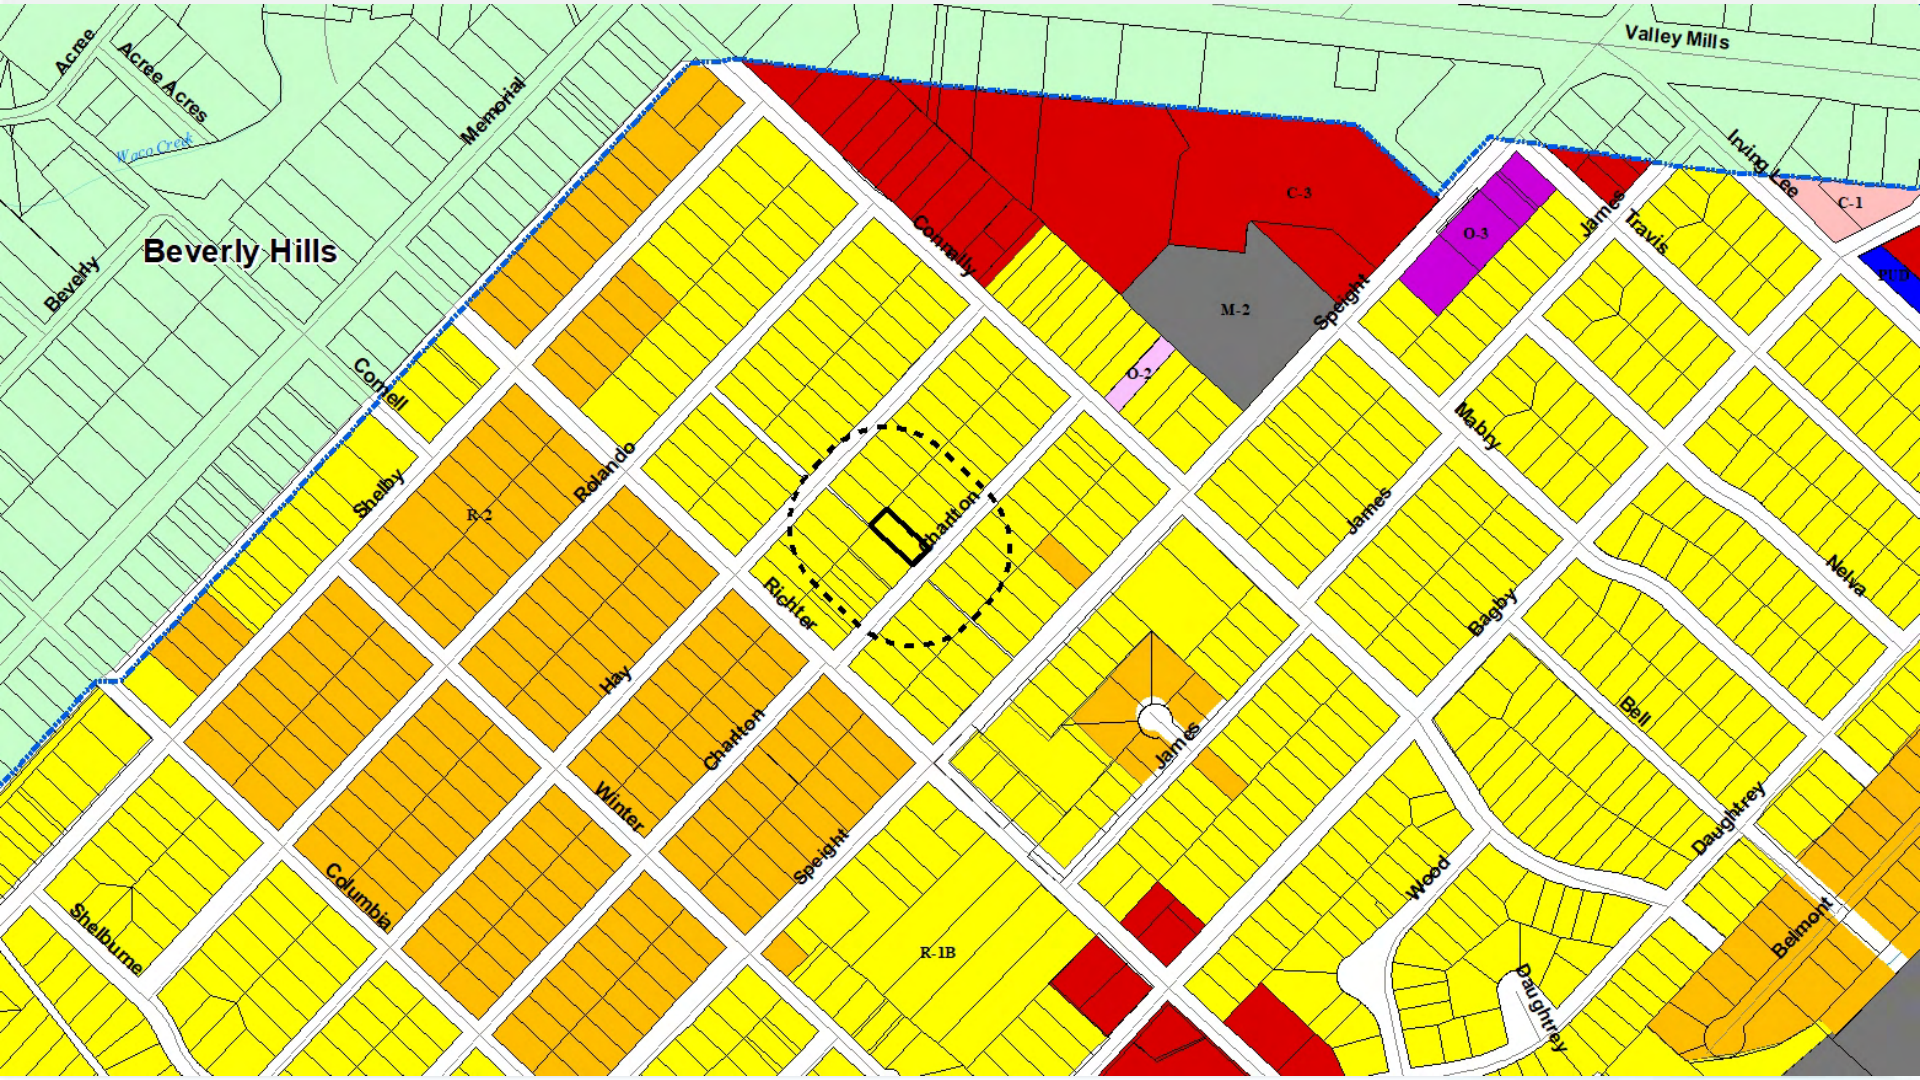 Valley Mills
Acree
Acree Acres
Memorial
Waco Creek
Irving Lee
C-3
C-1
James
Travis
O-3
Connally
Beverly Hills
Beverly
PUD
M-2
Speight
O-2
Cornell
Mabry
Rolando
Shelby
R-2
James
Charlton
Nelva
Richter
Bagby
Hay
Bell
Charlton
James
Winter
Daughtrey
Speight
Wood
Columbia
Belmont
Shelburne
R-1B
Daughtrey